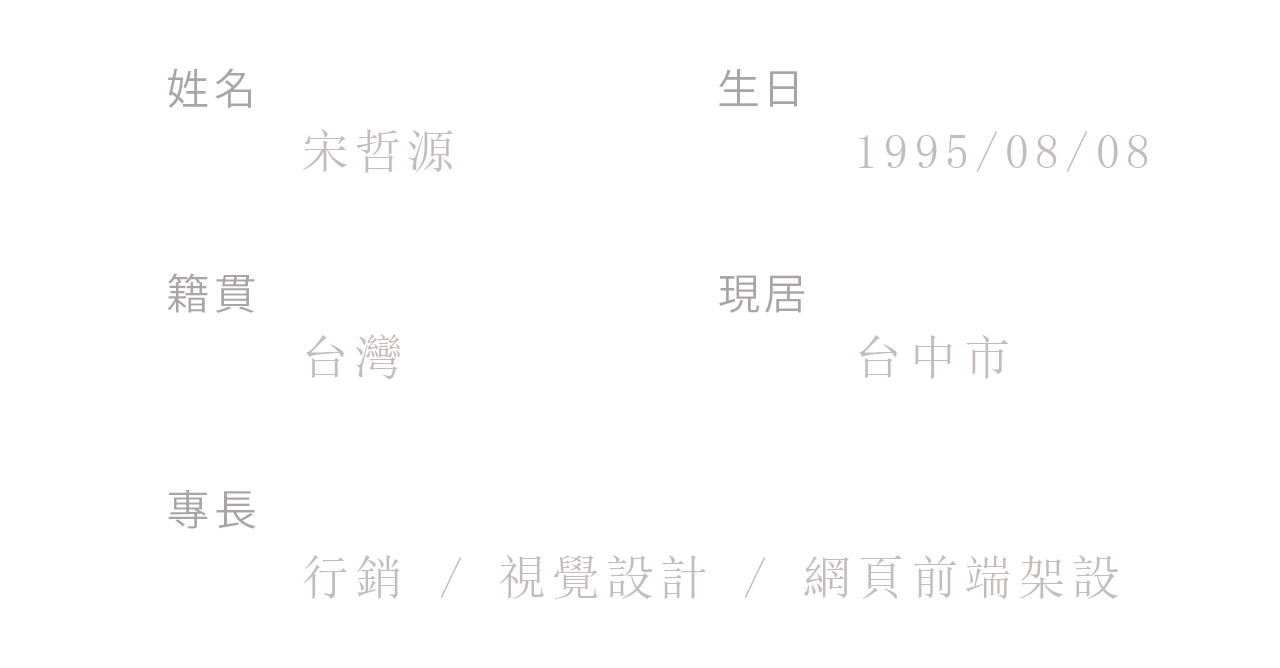 姓名
生日
宋哲源
1995/08/08
籍貫
現居
台灣
台中市
專長
行銷 / 視覺設計 / 網頁前端架設